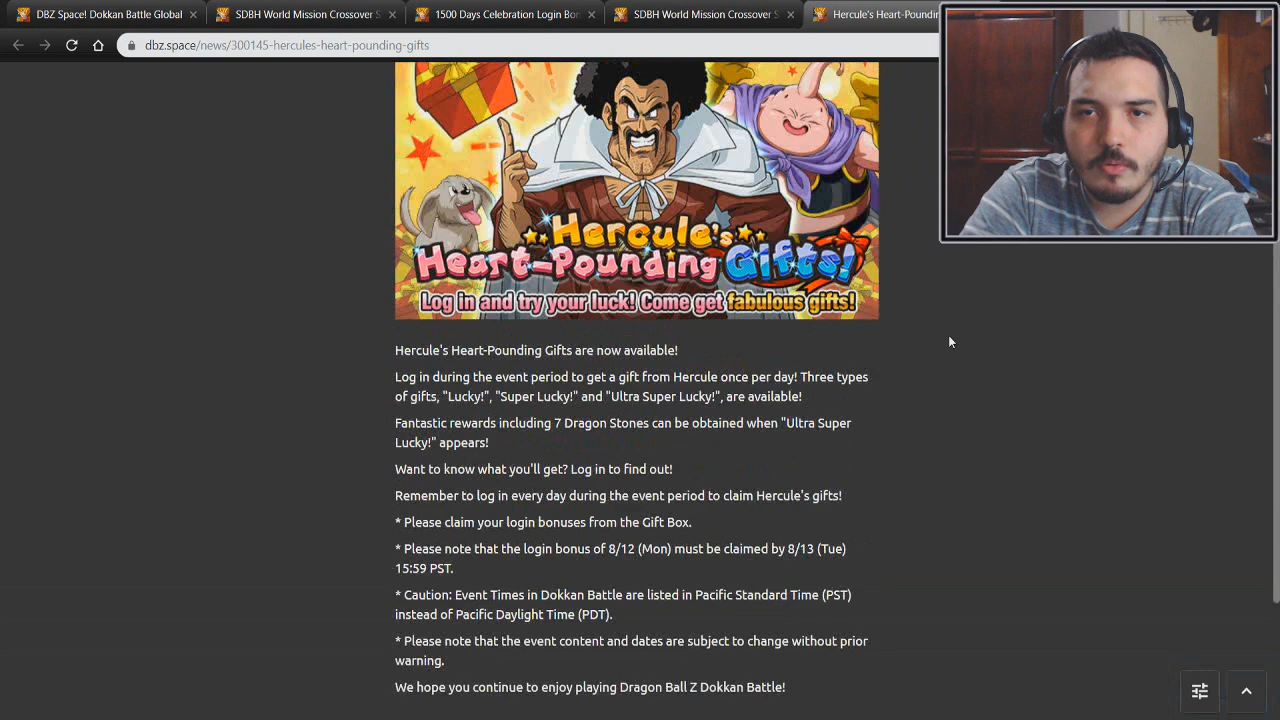 DBZ Space! Dokkan Battle Global
SDBH World Mission Crossover S
1500 Days Celebration Login Bon
SDBH World Mission Crossover S
Hercule's Heart-Pounding
dbz.space/news/300145-hercules-heart-pounding-gifts
Hercule's
Heart-Pounding Gifts!
Log in and try your luck! Come get fabulous gifts!
Hercule's Heart-Pounding Gifts are now available!
Log in during the event period to get a gift from Hercule once per day! Three types
of gifts, "Lucky!", "Super Lucky!" and "Ultra Super Lucky!", are available!
Fantastic rewards including 7 Dragon Stones can be obtained when "Ultra Super
Lucky!" appears!
Want to know what you'll get? Log in to find out!
Remember to log in every day during the event period to claim Hercule's gifts!
* Please claim your login bonuses from the Gift Box.
* Please note that the login bonus of 8/12 (Mon) must be claimed by 8/13 (Tue)
15:59 PST.
* Caution: Event Times in Dokkan Battle are listed in Pacific Standard Time (PST)
instead of Pacific Daylight Time (PDT).
* Please note that the event content and dates are subject to change without prior
warning.
We hope you continue to enjoy playing Dragon Ball Z Dokkan Battle!